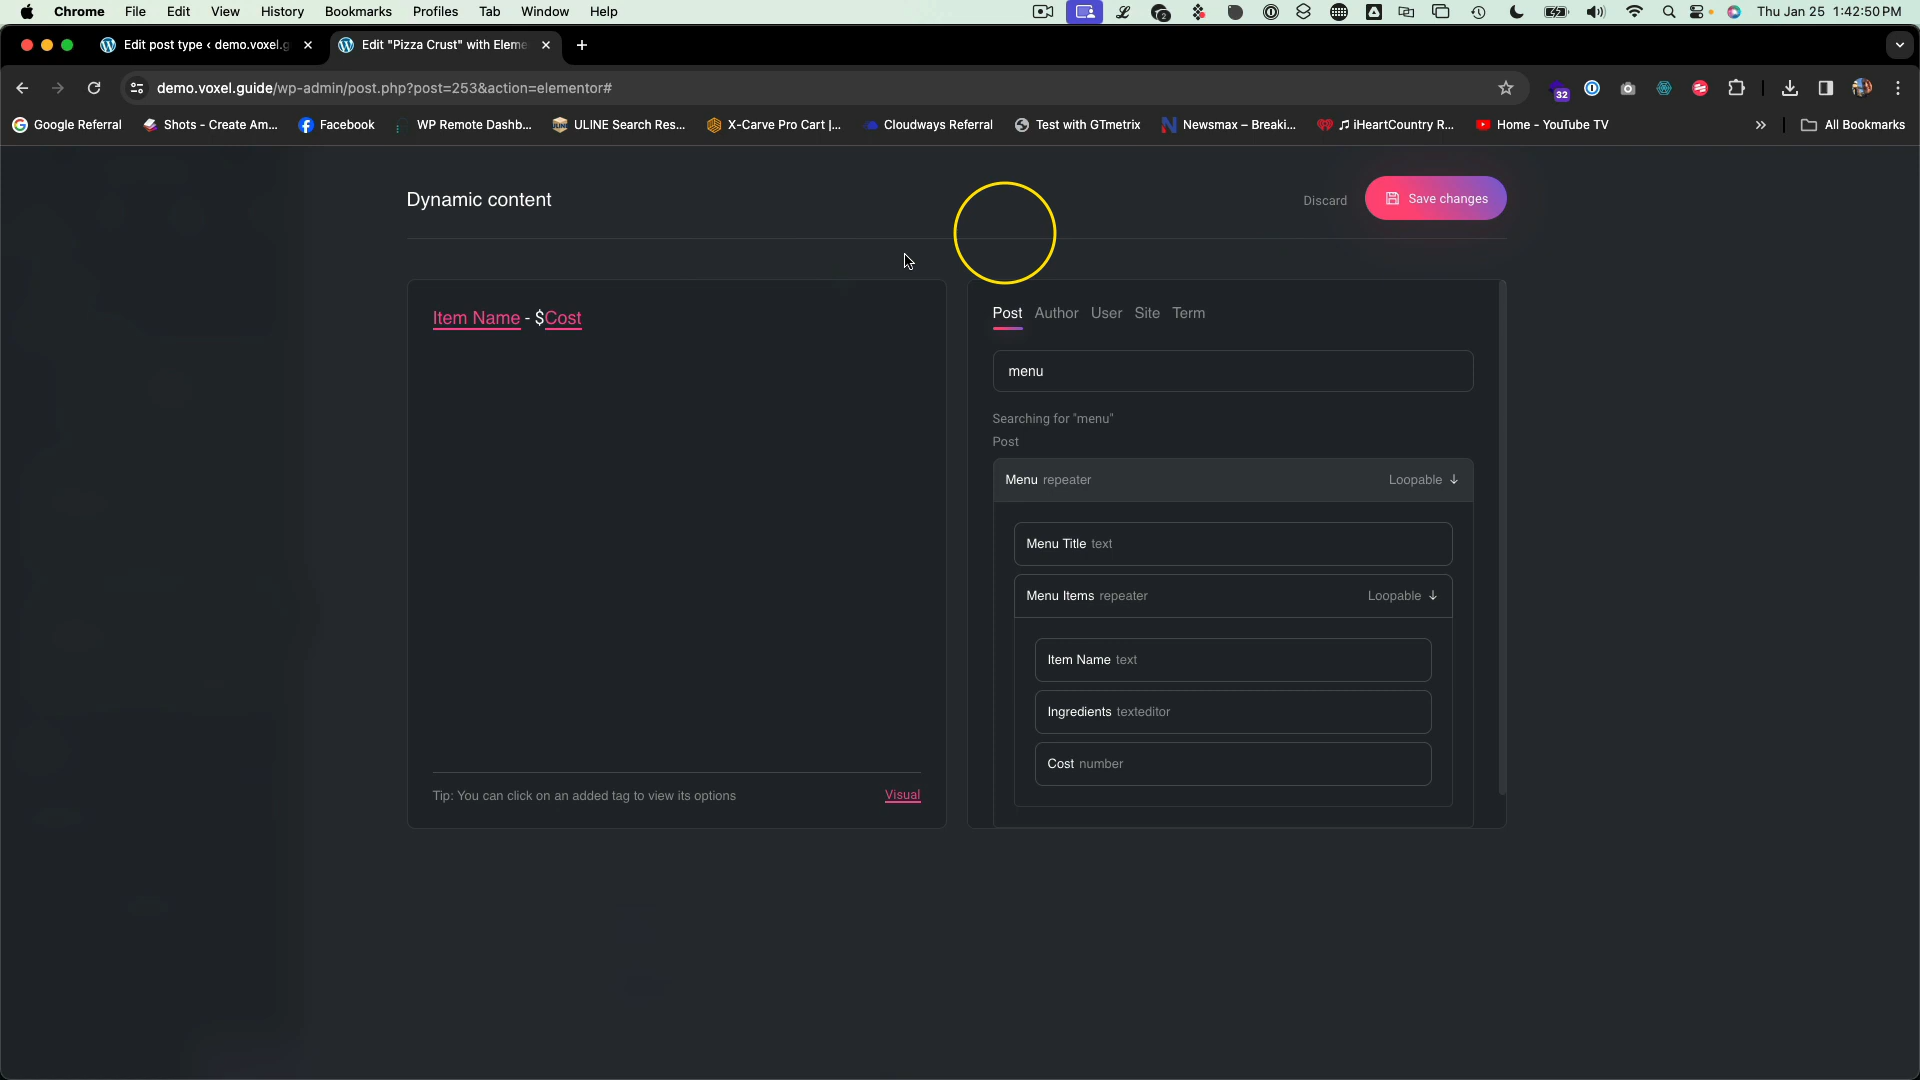 Chrome File Edit View History Bookmarks Profiles Tab Window Help
2
Thu Jan 25 1:42:50 PM
Edit post type ‹ demo.voxel.g
Edit "Pizza Crust" with Eleme
demo.voxel.guide/wp-admin/post.php?post=253&action=elementor#
32
Google Referral
Shots - Create Am...
Facebook
WP Remote Dashb...
ULINE Search Res...
X-Carve Pro Cart |...
Cloudways Referral
Test with GTmetrix
Newsmax – Breaki...
♫ iHeartCountry R...
Home - YouTube TV
»
All Bookmarks
Dynamic content
Discard
Save changes
Item Name - $Cost
Tip: You can click on an added tag to view its options
Visual
Post Author User Site Term
menu
Searching for "menu"
Post
Menu repeater
Loopable ↓
Menu Title text
Menu Items repeater
Loopable ↓
Item Name text
Ingredients texteditor
Cost number